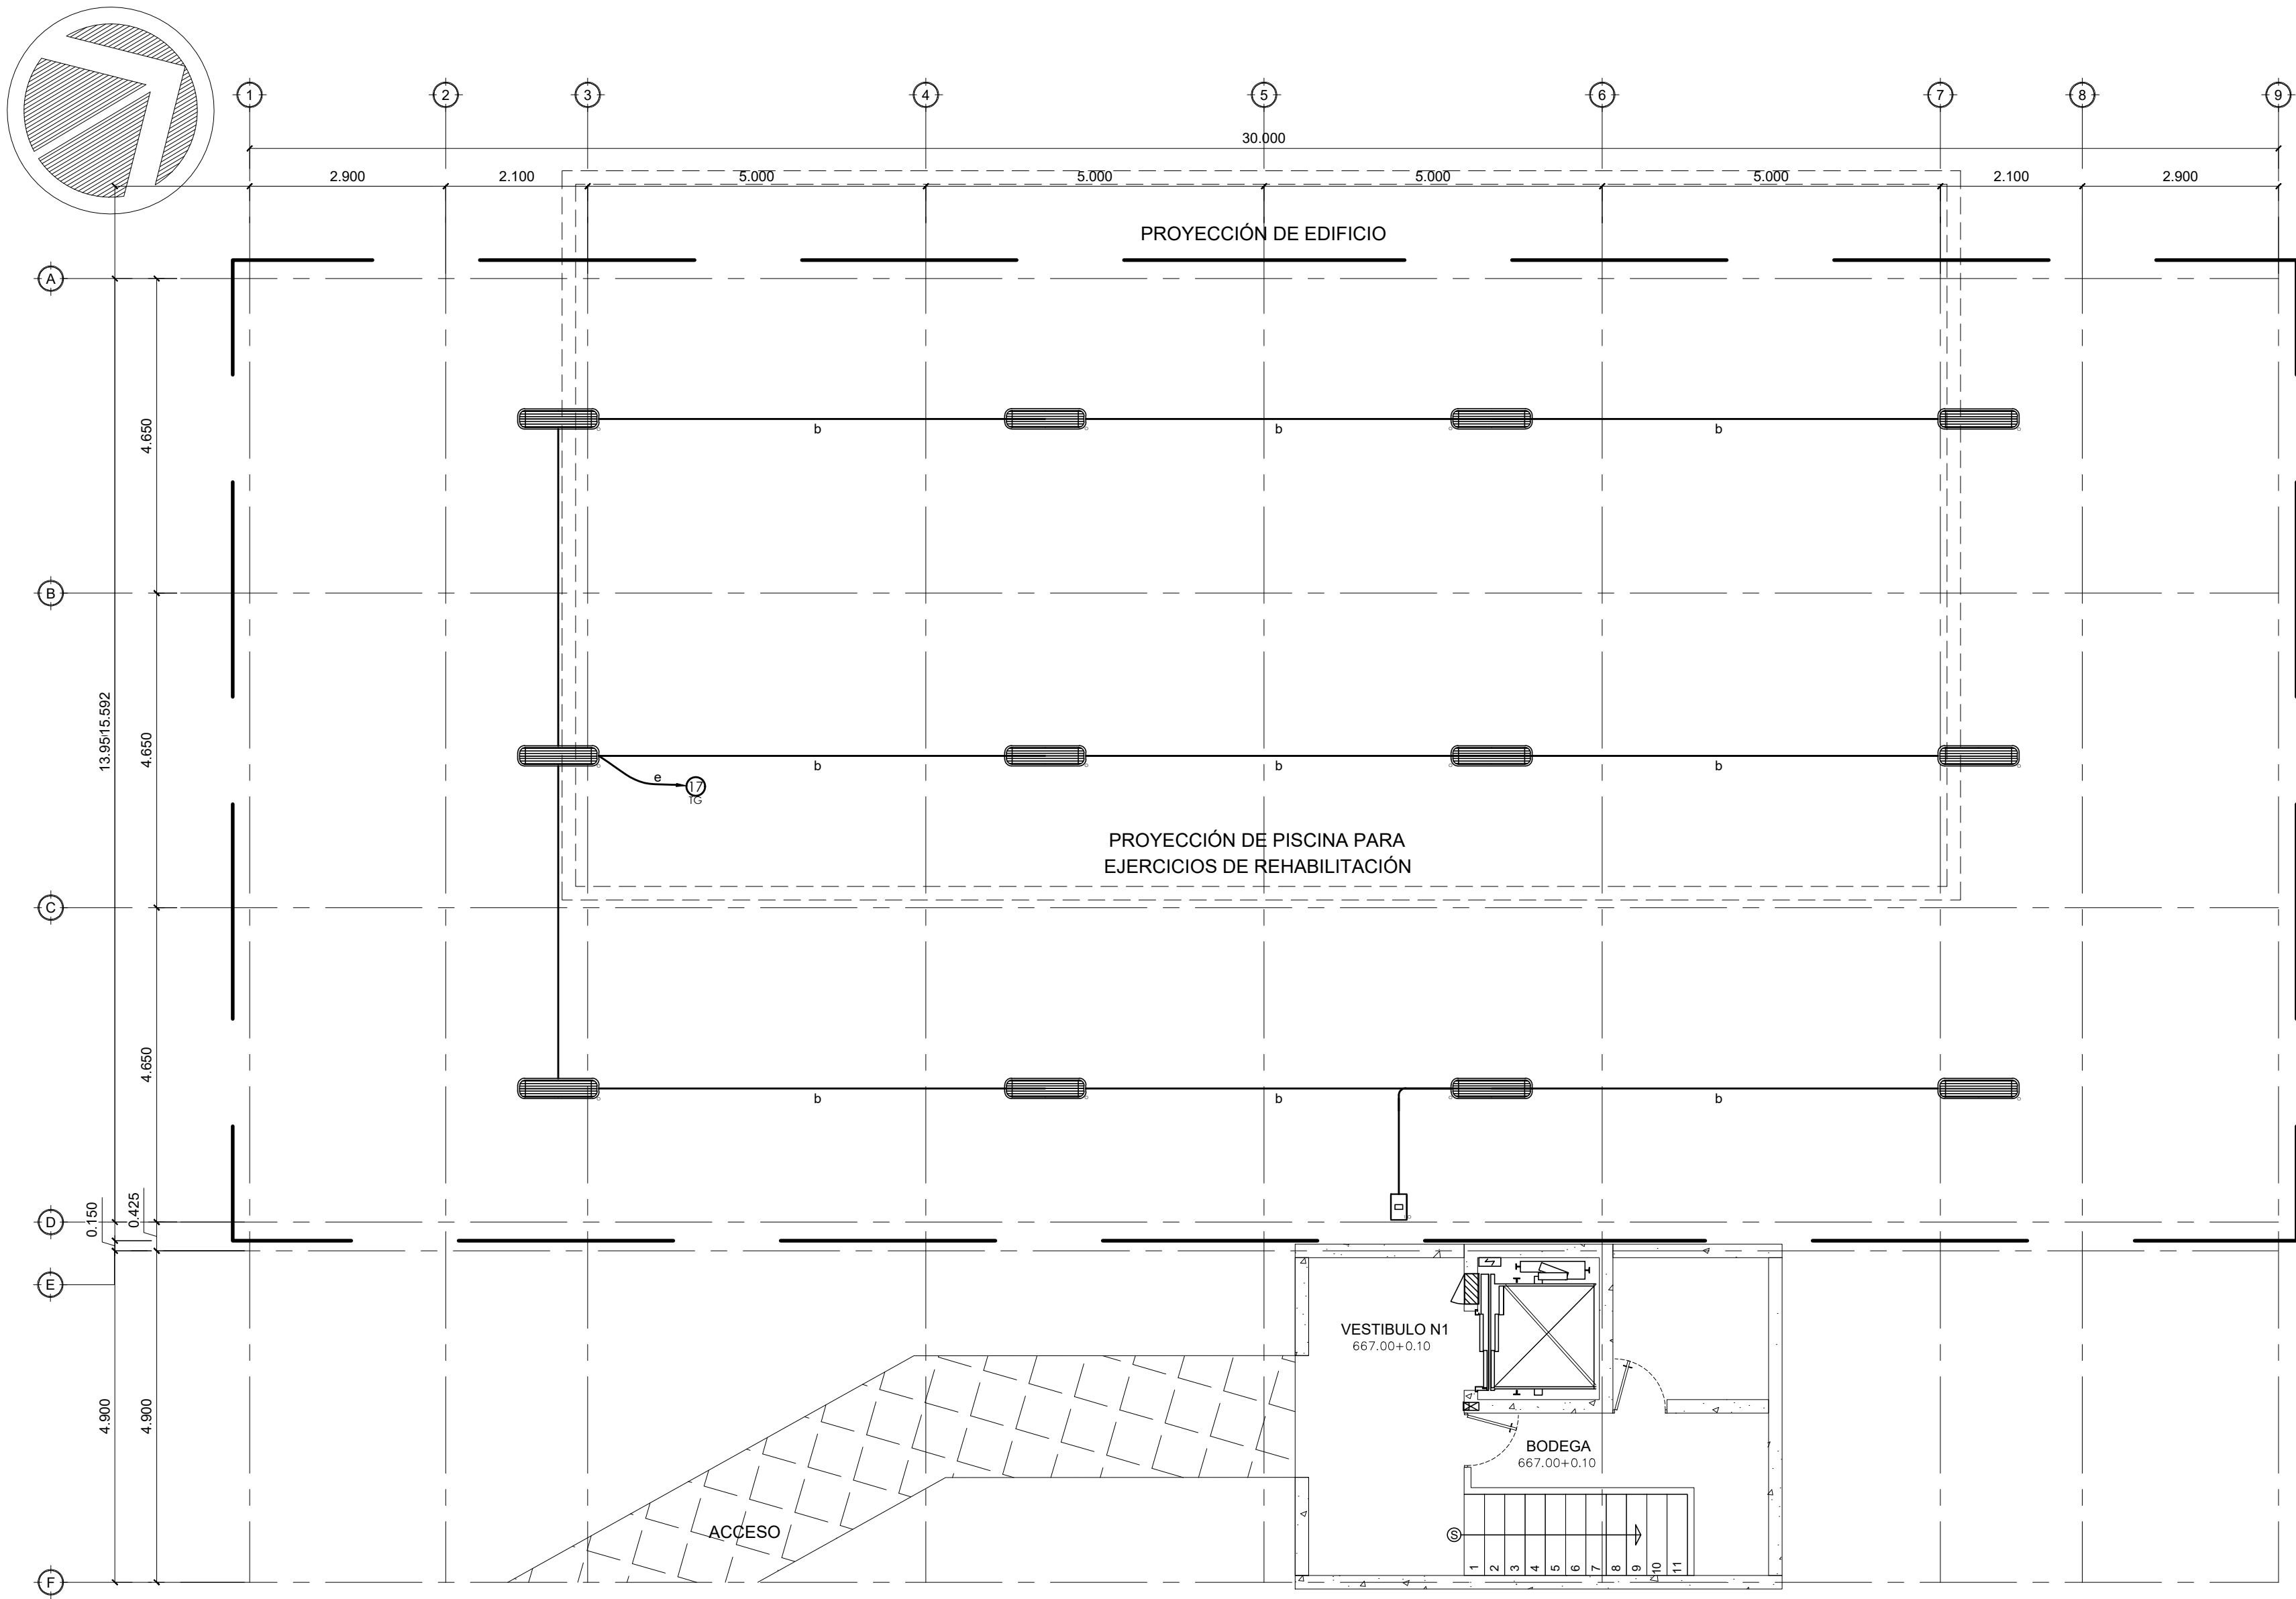 1 2 3 4 5 6 7 8 9
30.000
2.900 2.100 5.000 5.000 5.000 5.000 2.100 2.900
PROYECCIÓN DE EDIFICIO
A
4.650
b b b
B
13.95 15.592
4.650
b b b
e
17
TG
PROYECCIÓN DE PISCINA PARA
EJERCICIOS DE REHABILITACIÓN
C
4.650
b b b
0.150
0.425
D
E
VESTIBULO N1
667.00+0.10
4.900
4.900
BODEGA
667.00+0.10
ACCESO
S
1 2 3 4 5 6 7 8 9 10 11
F